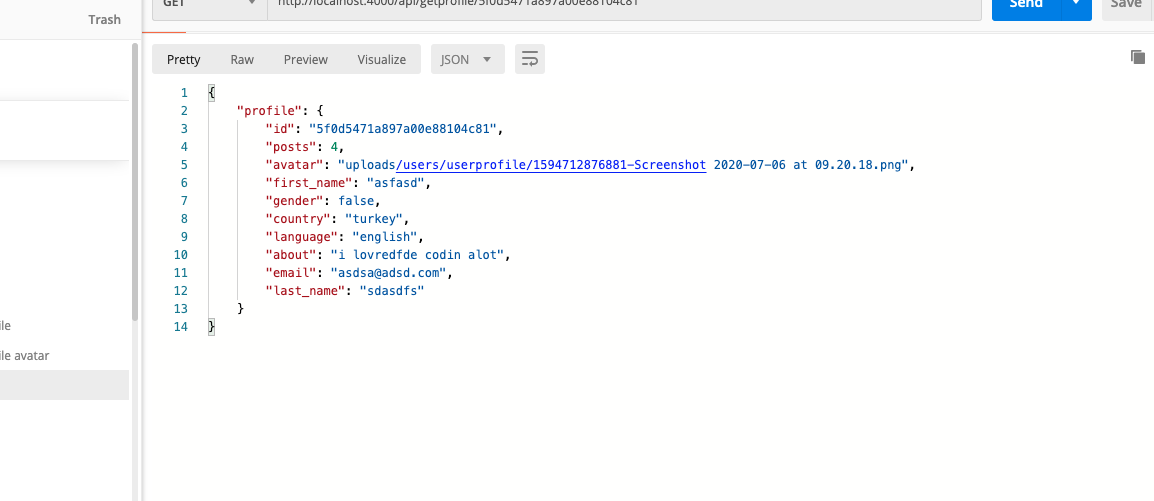 GET http://localhost:4000/api/getprofile/5f0d5471a897a00e88104c81 Send Save
Trash
Pretty Raw Preview Visualize JSON
1 {
2 "profile": {
3 "id": "5f0d5471a897a00e88104c81",
4 "posts": 4,
5 "avatar": "uploads/users/userprofile/1594712876881-Screenshot 2020-07-06 at 09.20.18.png",
6 "first_name": "asfasd",
7 "gender": false,
8 "country": "turkey",
9 "language": "english",
10 "about": "i lovredfde codin alot",
11 "email": "asdsa@adsd.com",
12 "last_name": "sdasdfs"
13 }
14 }
ile
ile avatar